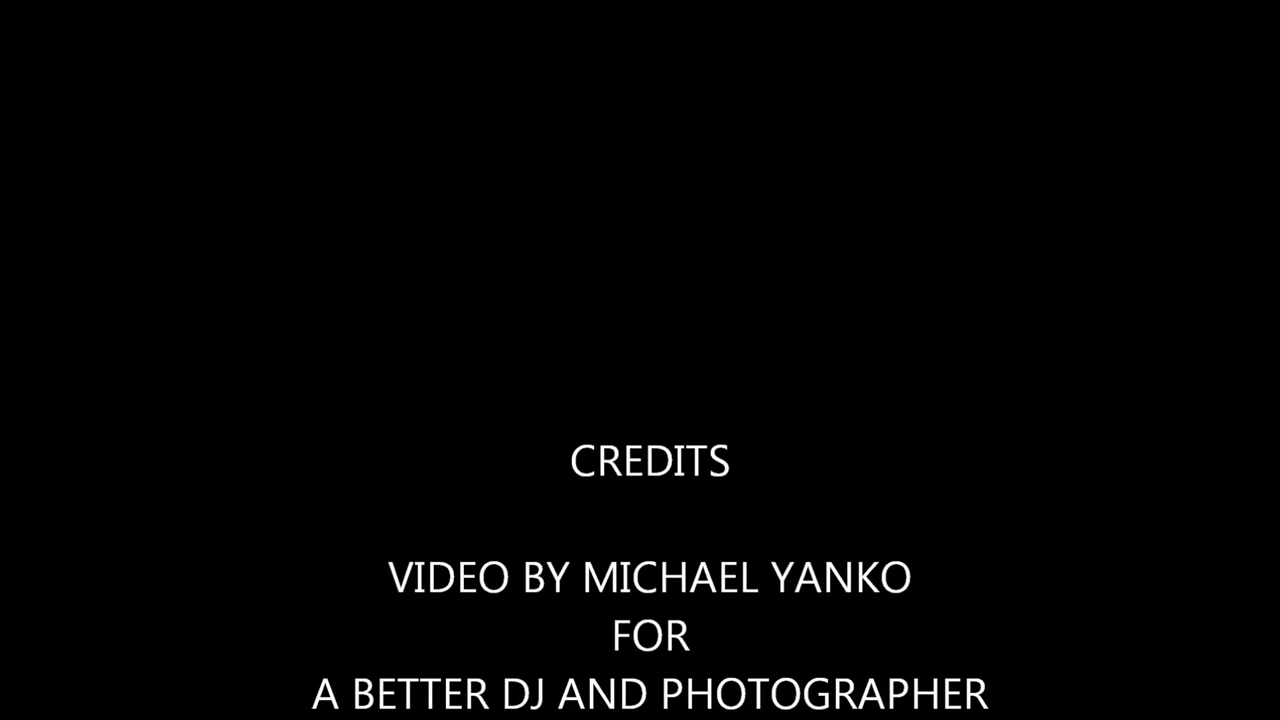 CREDITS
VIDEO BY MICHAEL YANKO
FOR
A BETTER DJ AND PHOTOGRAPHER